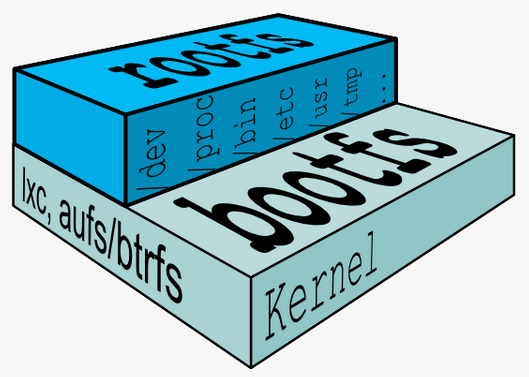 rootfs
/dev
/proc
/bin
/etc
/usr
/tmp
...
bootfs
lxc, aufs/btrfs
Kernel